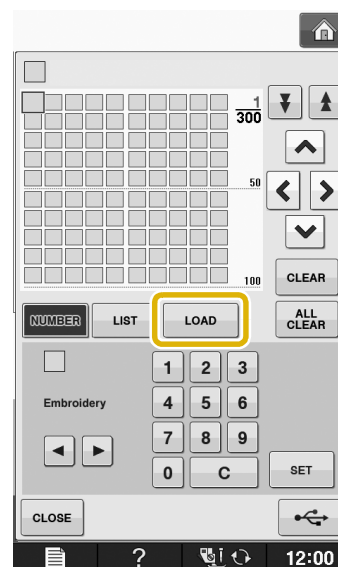 1
300
50
100
CLEAR
NUMBER LIST LOAD ALL CLEAR
1 2 3
Embroidery 4 5 6
7 8 9
0 C SET
CLOSE
? 12:00